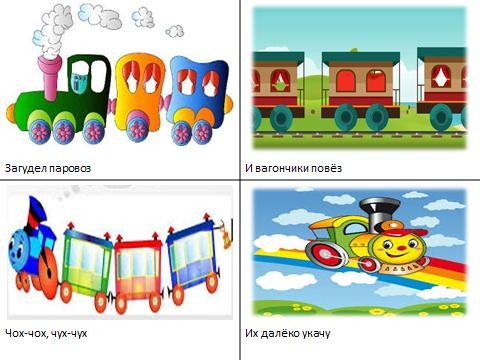 Загудел паровоз
И вагончики повёз
Чох-чох, чух-чух
Их далёко укачу